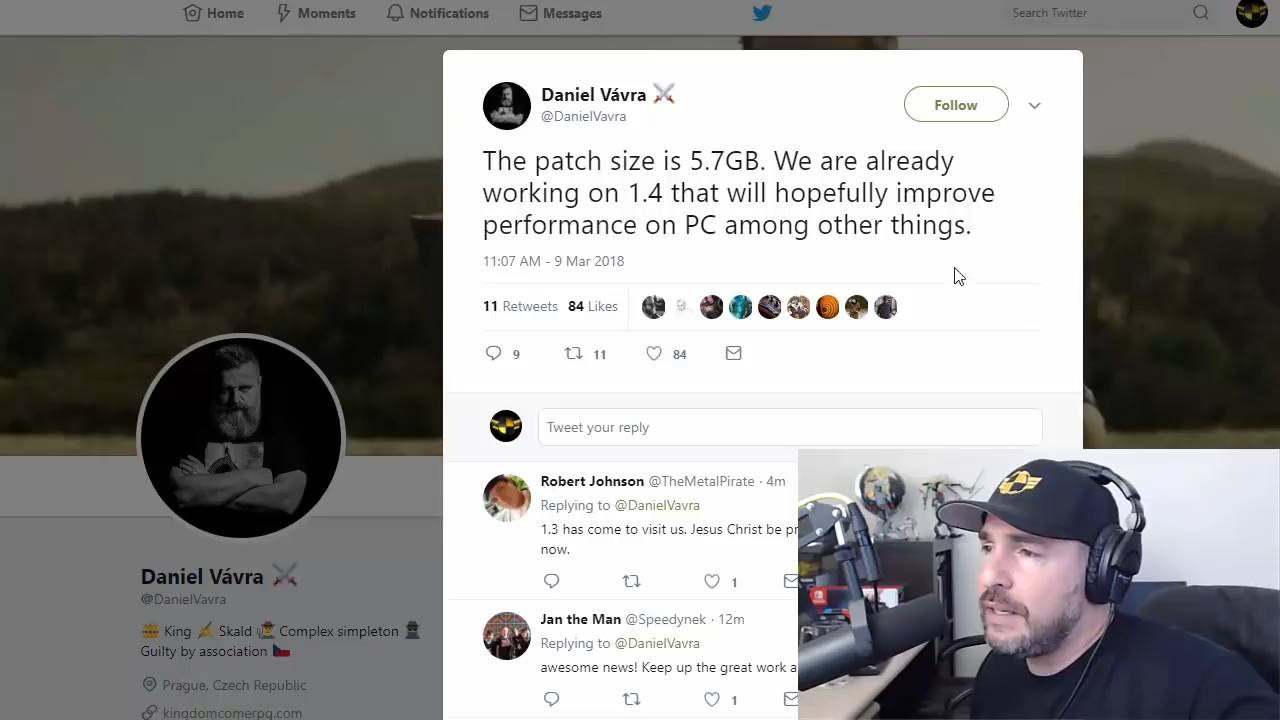 Home
Moments
Notifications
Messages
Search Twitter
Daniel Vávra ⚔️
@DanielVavra
Follow
The patch size is 5.7GB. We are already
working on 1.4 that will hopefully improve
performance on PC among other things.
11:07 AM - 9 Mar 2018
11 Retweets 84 Likes
9 11 84
Tweet your reply
Robert Johnson @TheMetalPirate · 4m
Replying to @DanielVavra
1.3 has come to visit us. Jesus Christ be
now.
1
Jan the Man @Speedynek · 12m
Replying to @DanielVavra
awesome news! Keep up the great work
1
Daniel Vávra ⚔️
@DanielVavra
King Skald Complex simpleton
Guilty by association
Prague, Czech Republic
kingdomcomerpg.com